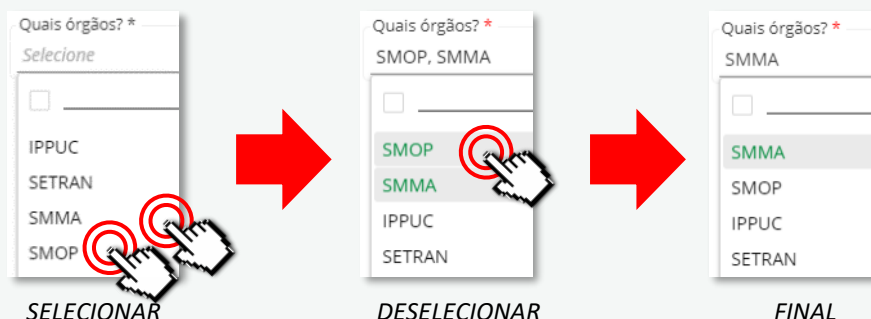 Quais órgãos? *
Selecione
IPPUC
SETRAN
SMMA
SMOP
SELECIONAR
Quais órgãos? *
SMOP, SMMA
SMOP
SMMA
IPPUC
SETRAN
DESELECIONAR
Quais órgãos? *
SMMA
SMMA
SMOP
IPPUC
SETRAN
FINAL